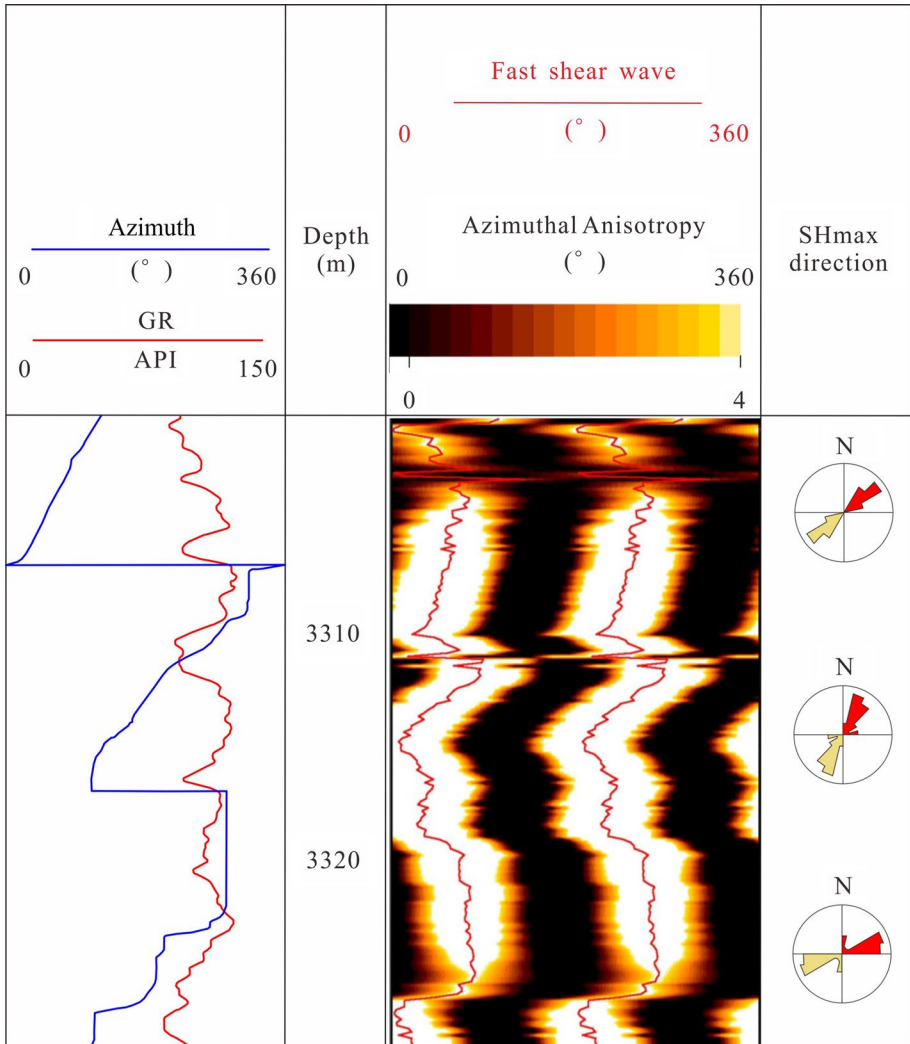 Azimuth
0 (°) 360
GR
0 API 150
Depth
(m)
Fast shear wave
0 (°) 360
Azimuthal Anisotropy
0 (°) 360
0 4
SHmax
direction
N
3310
N
3320
N